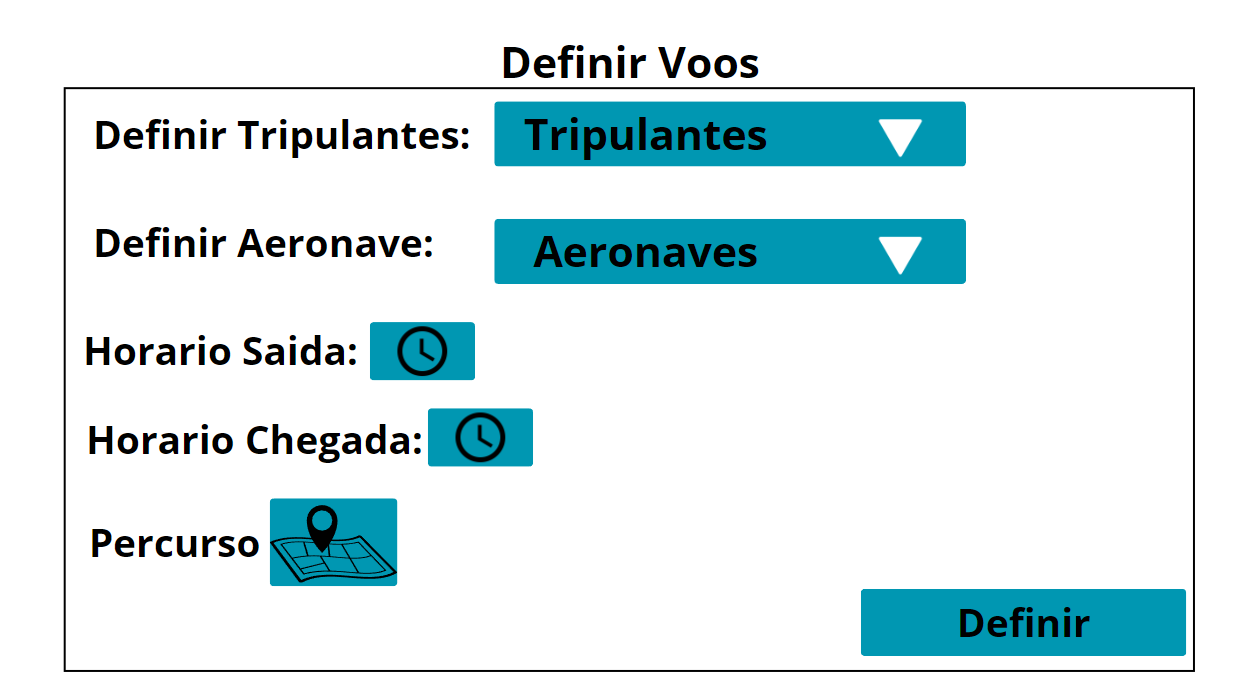 Definir Voos
Definir Tripulantes: Tripulantes
Definir Aeronave: Aeronaves
Horario Saida:
Horario Chegada:
Percurso
Definir